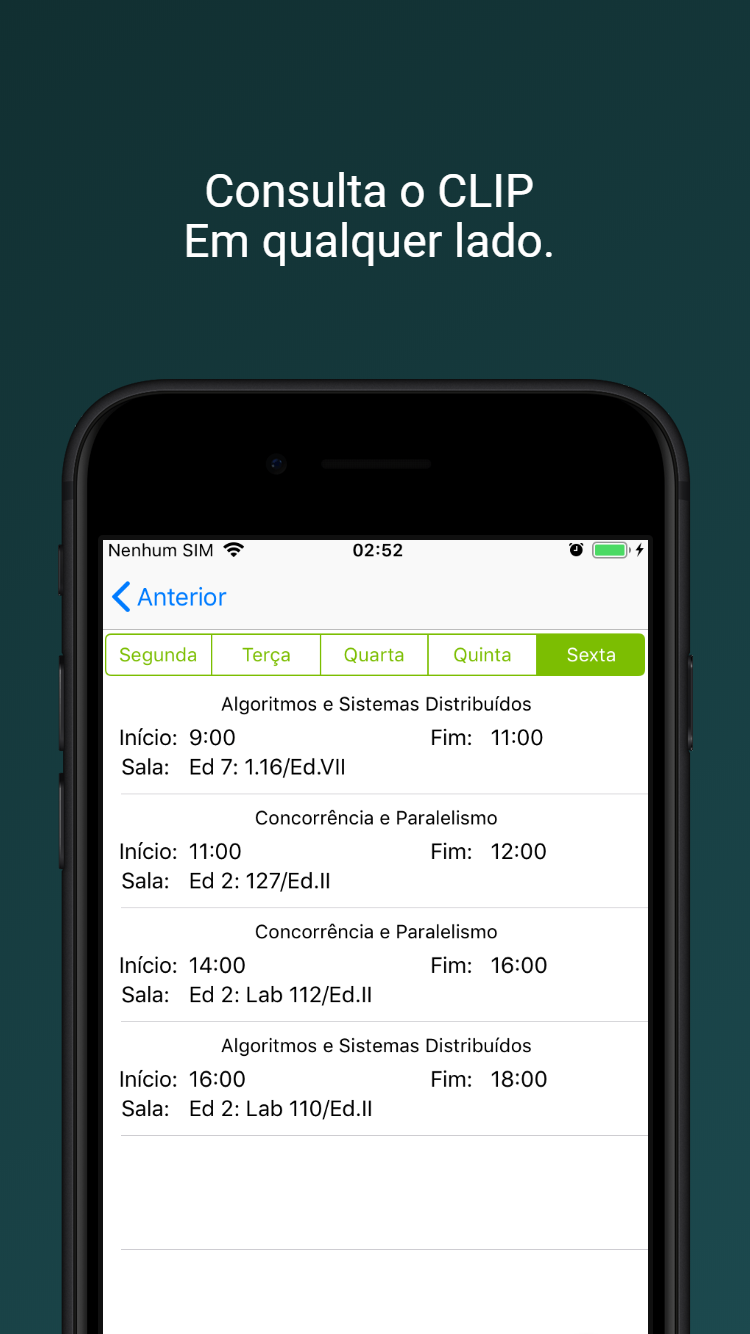 Consulta o CLIP
Em qualquer lado.
Nenhum SIM 02:52
Anterior
Segunda Terça Quarta Quinta Sexta
Algoritmos e Sistemas Distribuídos
Início: 9:00 Fim: 11:00
Sala: Ed 7: 1.16/Ed.VII
Concorrência e Paralelismo
Início: 11:00 Fim: 12:00
Sala: Ed 2: 127/Ed.II
Concorrência e Paralelismo
Início: 14:00 Fim: 16:00
Sala: Ed 2: Lab 112/Ed.II
Algoritmos e Sistemas Distribuídos
Início: 16:00 Fim: 18:00
Sala: Ed 2: Lab 110/Ed.II